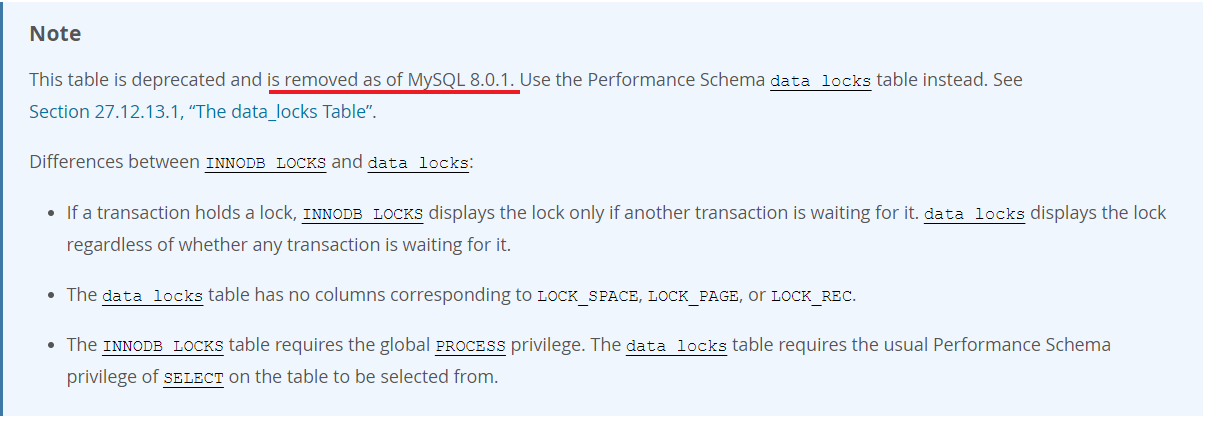 Note
This table is deprecated and is removed as of MySQL 8.0.1. Use the Performance Schema data_locks table instead. See
Section 27.12.13.1, “The data_locks Table”.
Differences between INNODB_LOCKS and data_locks:
• If a transaction holds a lock, INNODB_LOCKS displays the lock only if another transaction is waiting for it. data_locks displays the lock
regardless of whether any transaction is waiting for it.
• The data_locks table has no columns corresponding to LOCK_SPACE, LOCK_PAGE, or LOCK_REC.
• The INNODB_LOCKS table requires the global PROCESS privilege. The data_locks table requires the usual Performance Schema
privilege of SELECT on the table to be selected from.